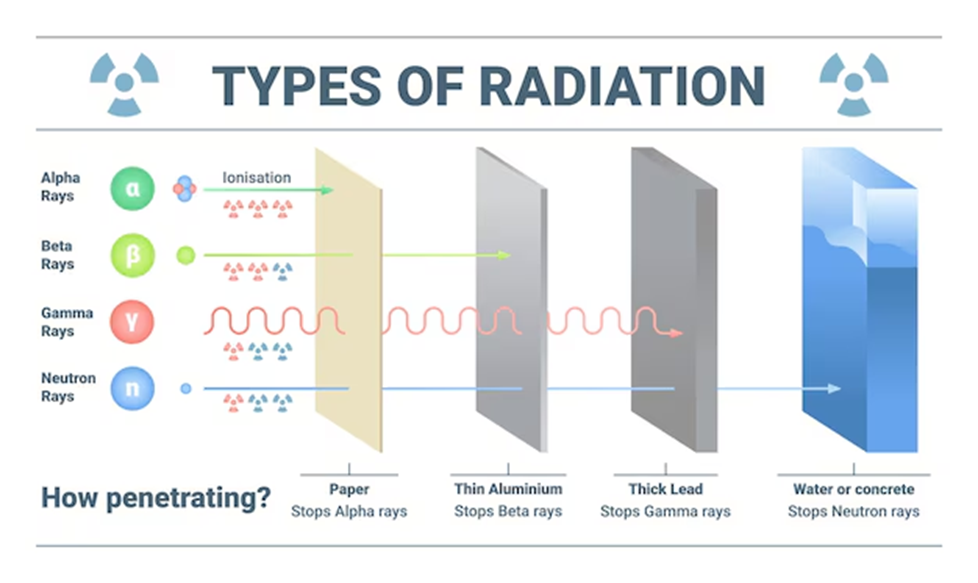 TYPES OF RADIATION
Alpha
Rays
α
Ionisation
Beta
Rays
β
Gamma
Rays
γ
Neutron
Rays
n
How penetrating?
Paper
Stops Alpha rays
Thin Aluminium
Stops Beta rays
Thick Lead
Stops Gamma rays
Water or concrete
Stops Neutron rays